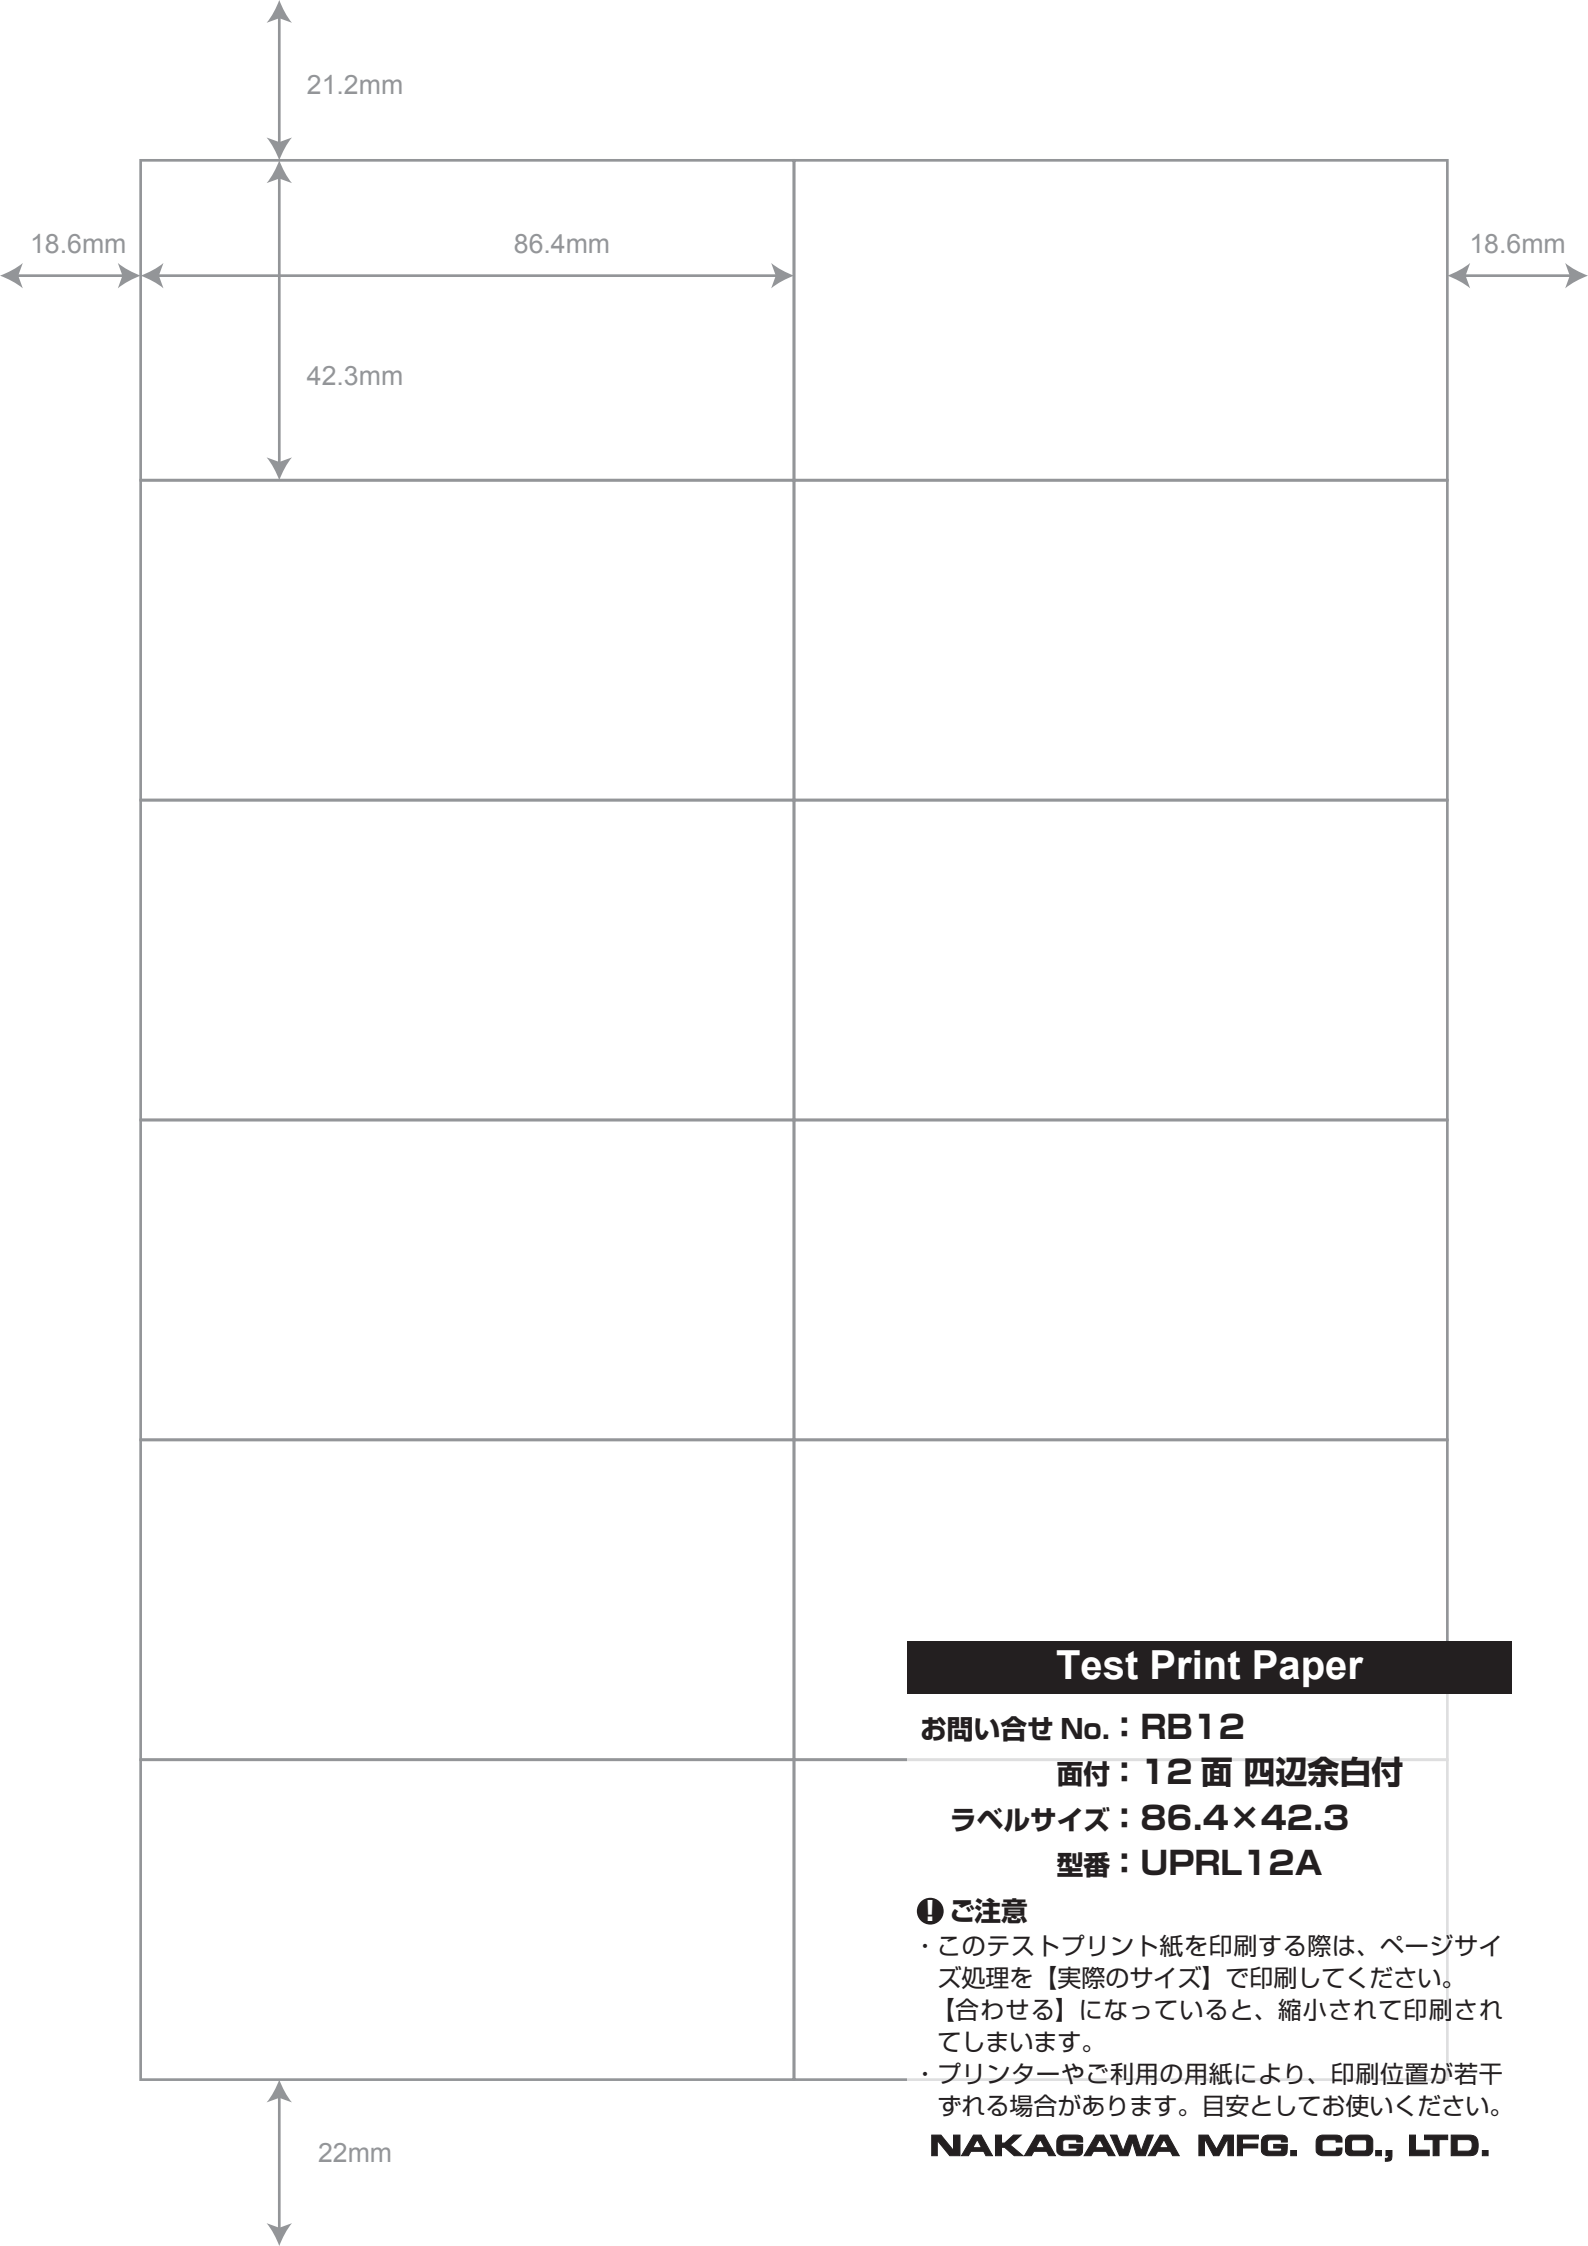 21.2mm
18.6mm
86.4mm
18.6mm
42.3mm
Test Print Paper
お問い合せ No.：RB12
面付：12 面 四辺余白付
ラベルサイズ：86.4×42.3
型番：UPRL12A
ご注意
・このテストプリント紙を印刷する際は、ページサイ
ズ処理を【実際のサイズ】で印刷してください。
【合わせる】になっていると、縮小されて印刷され
てしまいます。
・プリンターやご利用の用紙により、印刷位置が若干
ずれる場合があります。目安としてお使いください。
NAKAGAWA MFG. CO., LTD.
22mm